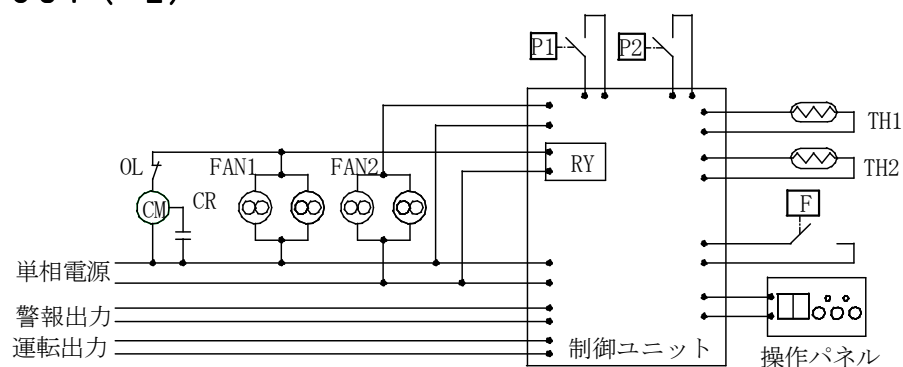 P1
P2
TH1
OL
FAN1
FAN2
RY
TH2
CM
CR
F
単相電源
警報出力
運転出力
制御ユニット
操作パネル